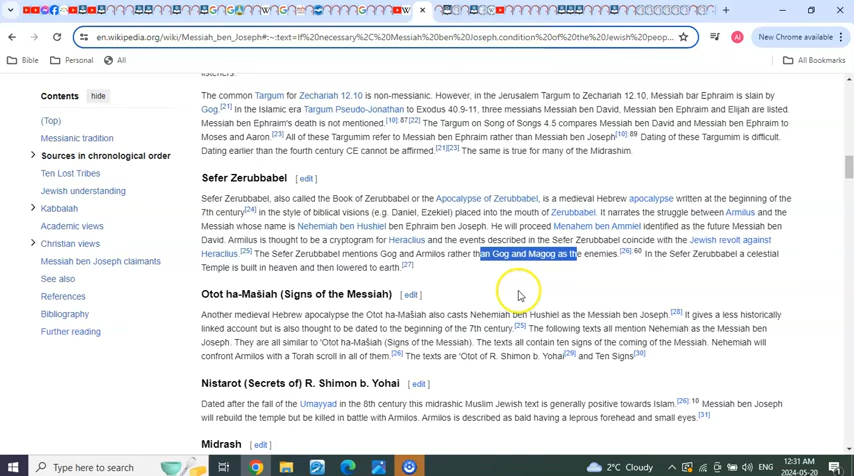 en.wikipedia.org/wiki/Messiah_ben_Joseph#:~:text=If necessary%2C%20Messiah%20ben%20Joseph,condition%20of%20the%20Jewish%20peop...
New Chrome available
Bible
Personal
All
All Bookmarks
listeners.
Contents
hide
(Top)
Messianic tradition
Sources in chronological order
Ten Lost Tribes
Jewish understanding
Kabbalah
Academic views
Christian views
Messiah ben Joseph claimants
See also
References
Bibliography
Further reading
The common Targum for Zechariah 12.10 is non-messianic. However, in the Jerusalem Targum to Zechariah 12.10, Messiah bar Ephraim is slain by
Gog.[21] In the Islamic era Targum Pseudo-Jonathan to Exodus 40.9-11, three messiahs Messiah ben David, Messiah ben Ephraim and Elijah are listed.
Messiah ben Ephraim's death is not mentioned.[10]: 87[22] The Targum on Song of Songs 4.5 compares Messiah ben David and Messiah ben Ephraim to
Moses and Aaron.[23] All of these Targumim refer to Messiah ben Ephraim rather than Messiah ben Joseph[10]: 89 Dating of these Targumim is difficult.
Dating earlier than the fourth century CE cannot be affirmed.[21][23] The same is true for many of the Midrashim.
Sefer Zerubbabel [ edit ]
Sefer Zerubbabel, also called the Book of Zerubbabel or the Apocalypse of Zerubbabel, is a medieval Hebrew apocalypse written at the beginning of the
7th century[24] in the style of biblical visions (e.g. Daniel, Ezekiel) placed into the mouth of Zerubbabel. It narrates the struggle between Armilus and the
Messiah whose name is Nehemiah ben Hushiel ben Ephraim ben Joseph. He will proceed Menahem ben Ammiel identified as the future Messiah ben
David. Armilus is thought to be a cryptogram for Heraclius and the events described in the Sefer Zerubbabel coincide with the Jewish revolt against
Heraclius.[25] The Sefer Zerubbabel mentions Gog and Armilos rather than Gog and Magog as the enemies.[26]: 60 In the Sefer Zerubbabel a celestial
Temple is built in heaven and then lowered to earth.[27]
Otot ha-Mašiah (Signs of the Messiah) [ edit ]
Another medieval Hebrew apocalypse the Otot ha-Mašiah also casts Nehemiah ben Hushiel as the Messiah ben Joseph.[28] It gives a less historically
linked account but is also thought to be dated to the beginning of the 7th century.[25] The following texts all mention Nehemiah as the Messiah ben
Joseph. They are all similar to 'Otot ha-Mašiah (Signs of the Messiah). The texts all contain ten signs of the coming of the Messiah. Nehemiah will
confront Armilos with a Torah scroll in all of them.[26] The texts are 'Otot of R. Shimon b. Yohai[29] and Ten Signs[30]
Nistarot (Secrets of) R. Shimon b. Yohai [ edit ]
Dated after the fall of the Umayyad in the 8th century this midrashic Muslim Jewish text is generally positive towards Islam.[26]: 10 Messiah ben Joseph
will rebuild the temple but be killed in battle with Armilos. Armilos is described as bald having a leprous forehead and small eyes.[31]
Midrash [ edit ]
Type here to search
2°C Cloudy
ENG
12:31 AM
2024-05-20